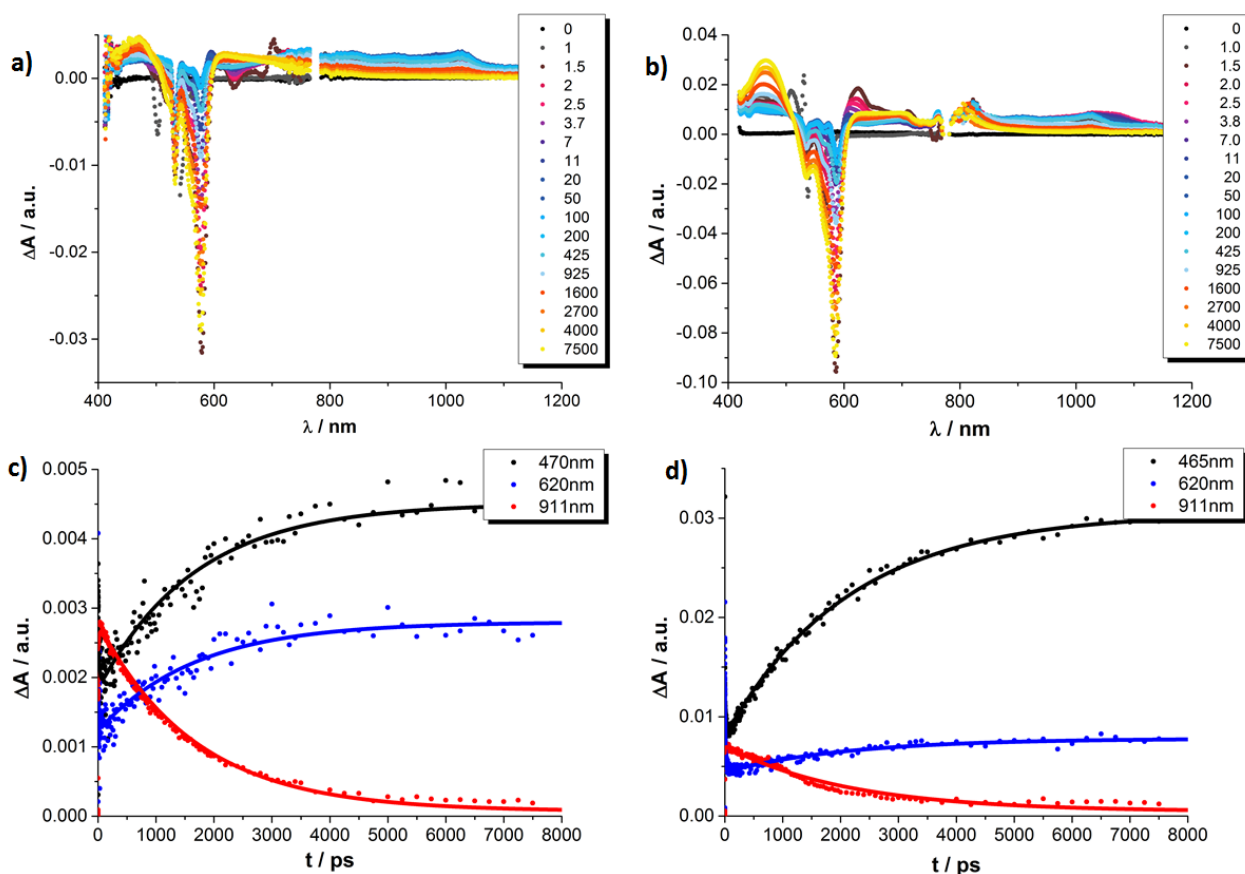 a)
ΔA / a.u.
0.00
-0.01
-0.02
-0.03
400 600 800 1000 1200
λ / nm
0
1
1.5
2
2.5
3.7
7
11
20
50
100
200
425
925
1600
2700
4000
7500
b)
ΔA / a.u.
0.04
0.02
0.00
-0.02
-0.04
-0.06
-0.08
-0.10
400 600 800 1000 1200
λ / nm
0
1.0
1.5
2.0
2.5
3.8
7.0
11
20
50
100
200
425
925
1600
2700
4000
7500
c)
ΔA / a.u.
0.005
0.004
0.003
0.002
0.001
0.000
0 1000 2000 3000 4000 5000 6000 7000 8000
t / ps
470nm
620nm
911nm
d)
ΔA / a.u.
0.03
0.02
0.01
0.00
0 1000 2000 3000 4000 5000 6000 7000 8000
t / ps
465nm
620nm
911nm